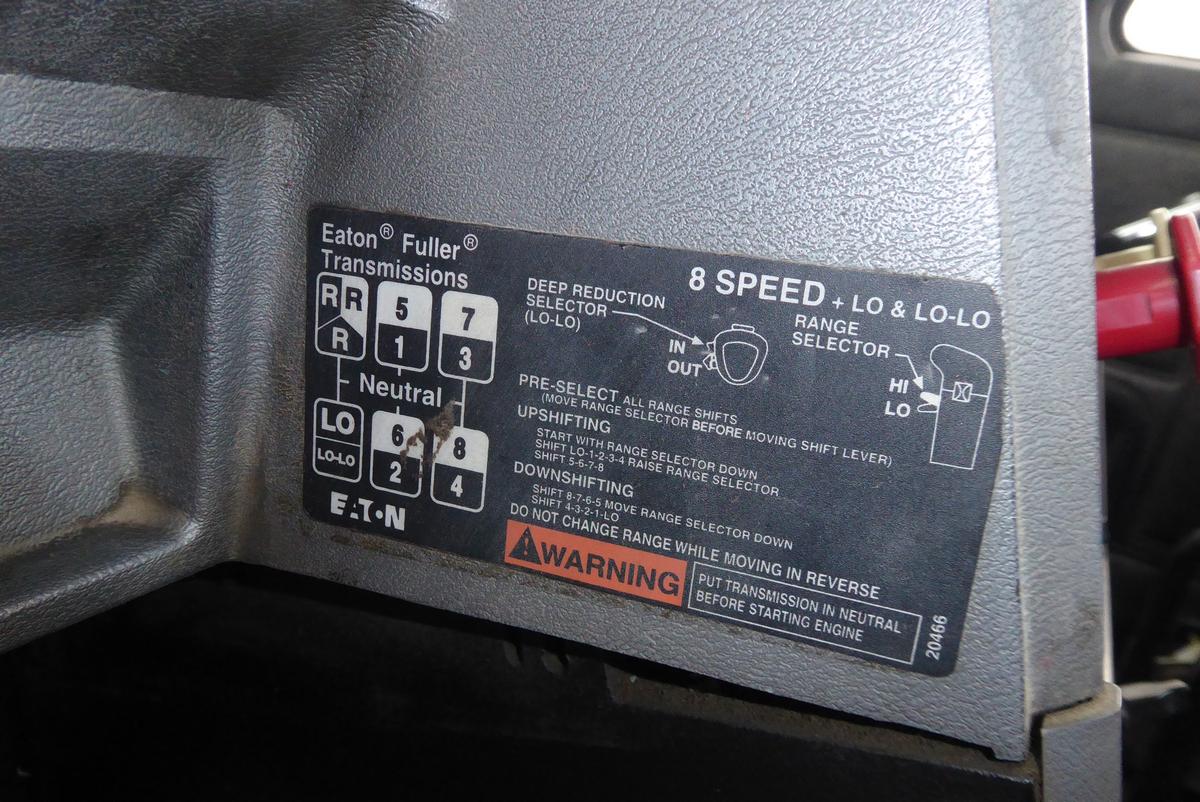 Eaton® Fuller®
Transmissions
R R
R
5
1
7
3
Neutral
LO
LO-LO
6
2
8
4
EATON
8 SPEED + LO & LO-LO
DEEP REDUCTION
SELECTOR
(LO-LO)
IN
OUT
RANGE
SELECTOR
HI
LO
PRE-SELECT ALL RANGE SHIFTS
(MOVE RANGE SELECTOR BEFORE MOVING SHIFT LEVER)
UPSHIFTING
START WITH RANGE SELECTOR DOWN
SHIFT LO-1-2-3-4 RAISE RANGE SELECTOR
SHIFT 5-6-7-8
DOWNSHIFTING
SHIFT 8-7-6-5 MOVE RANGE SELECTOR DOWN
SHIFT 4-3-2-1-LO
DO NOT CHANGE RANGE WHILE MOVING IN REVERSE
WARNING
PUT TRANSMISSION IN NEUTRAL
BEFORE STARTING ENGINE
20466